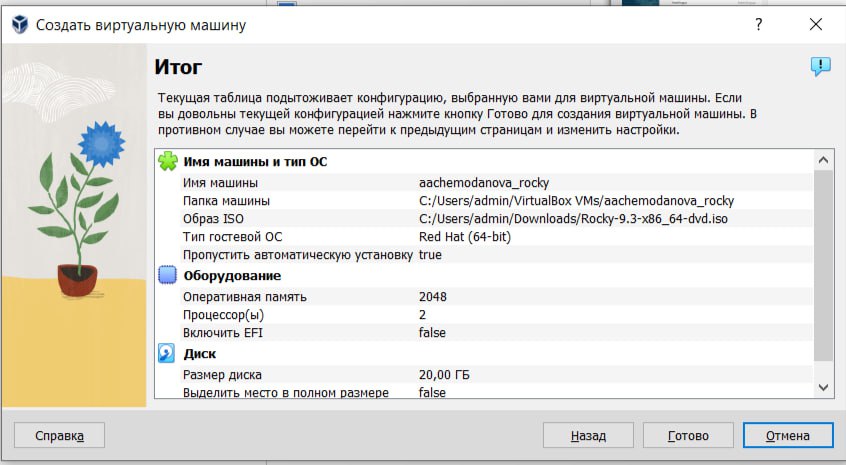 Создать виртуальную машину
?
Итог
Текущая таблица подытоживает конфигурацию, выбранную вами для виртуальной машины. Если
вы довольны текущей конфигурацией нажмите кнопку Готово для создания виртуальной машины. В
противном случае вы можете перейти к предыдущим страницам и изменить настройки.
Имя машины и тип ОС
Имя машины aachemodanova_rocky
Папка машины C:/Users/admin/VirtualBox VMs/aachemodanova_rocky
Образ ISO C:/Users/admin/Downloads/Rocky-9.3-x86_64-dvd.iso
Тип гостевой ОС Red Hat (64-bit)
Пропустить автоматическую установку true
Оборудование
Оперативная память 2048
Процессор(ы) 2
Включить EFI false
Диск
Размер диска 20,00 ГБ
Выделить место в полном размере false
Справка Назад Готово Отмена